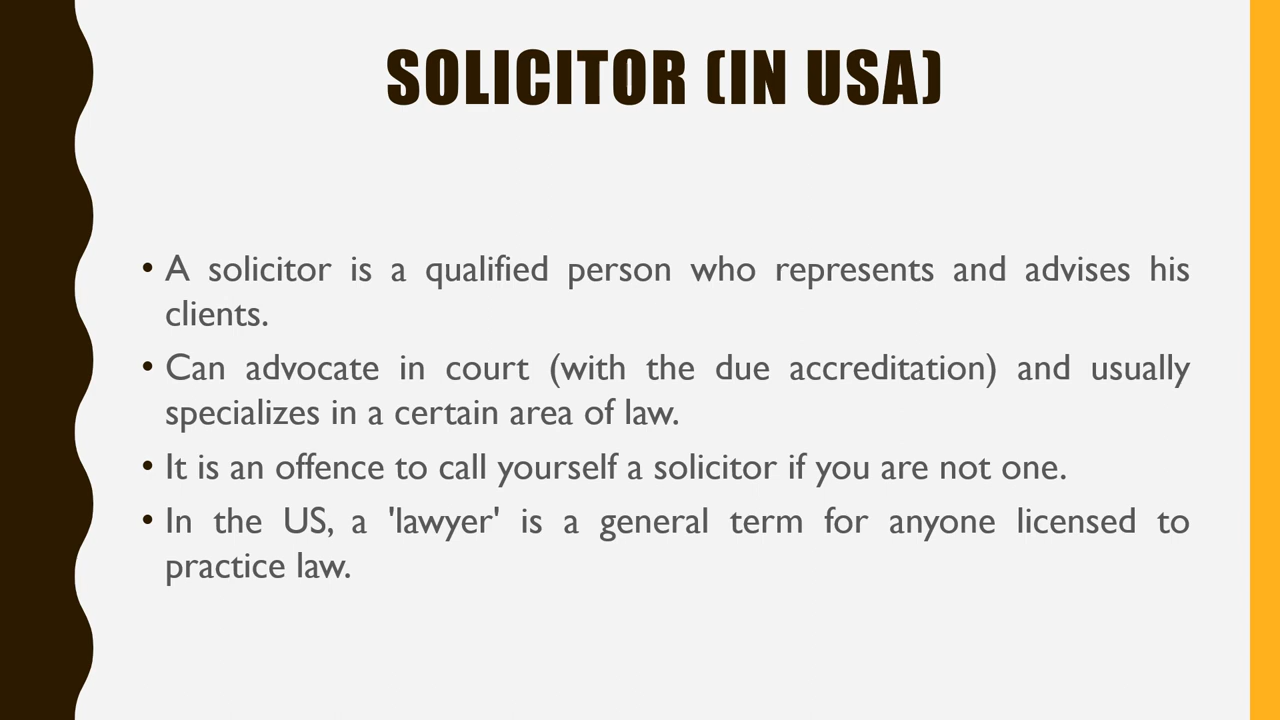 SOLICITOR (IN USA)
• A solicitor is a qualified person who represents and advises his
clients.
• Can advocate in court (with the due accreditation) and usually
specializes in a certain area of law.
• It is an offence to call yourself a solicitor if you are not one.
• In the US, a 'lawyer' is a general term for anyone licensed to
practice law.